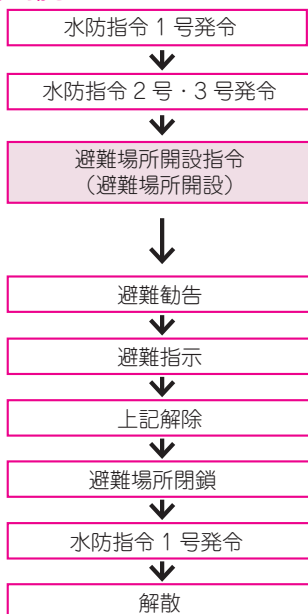 水防指令1号発令
水防指令2号・3号発令
避難場所開設指令
（避難場所開設）
避難勧告
避難指示
上記解除
避難場所閉鎖
水防指令1号発令
解散